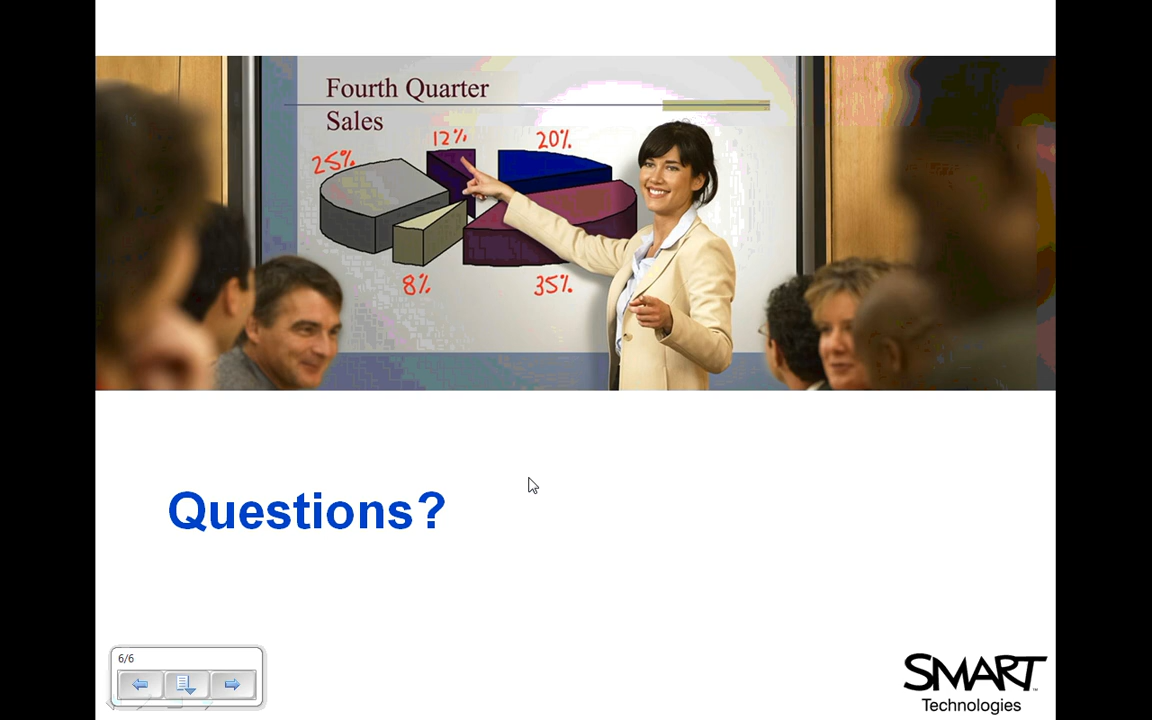 Fourth Quarter
Sales
12%
20%
25%
8%
35%
Questions?
6/6
SMART
Technologies